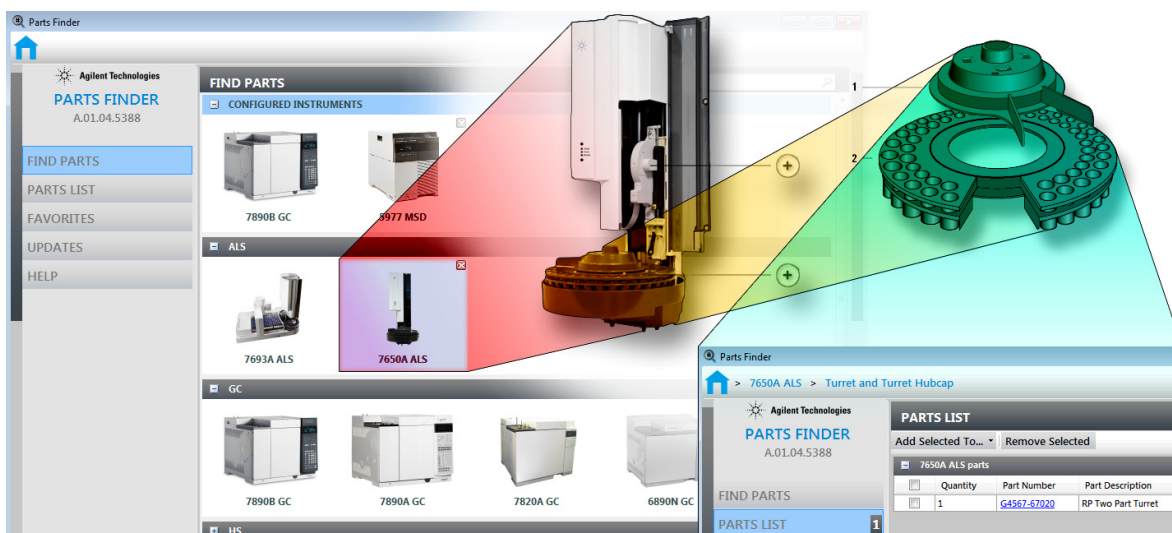 Parts Finder
Agilent Technologies
PARTS FINDER
A.01.04.5388
FIND PARTS
PARTS LIST
FAVORITES
UPDATES
HELP
FIND PARTS
CONFIGURED INSTRUMENTS
7890B GC
5977 MSD
ALS
7693A ALS
7650A ALS
GC
7890B GC
7890A GC
7820A GC
6890N GC
HS
1
2
Parts Finder
> 7650A ALS > Turret and Turret Hubcap
Agilent Technologies
PARTS FINDER
A.01.04.5388
FIND PARTS
PARTS LIST 1
PARTS LIST
Add Selected To... Remove Selected
7650A ALS parts
Quantity Part Number Part Description
1 G4567-67020 RP Two Part Turret